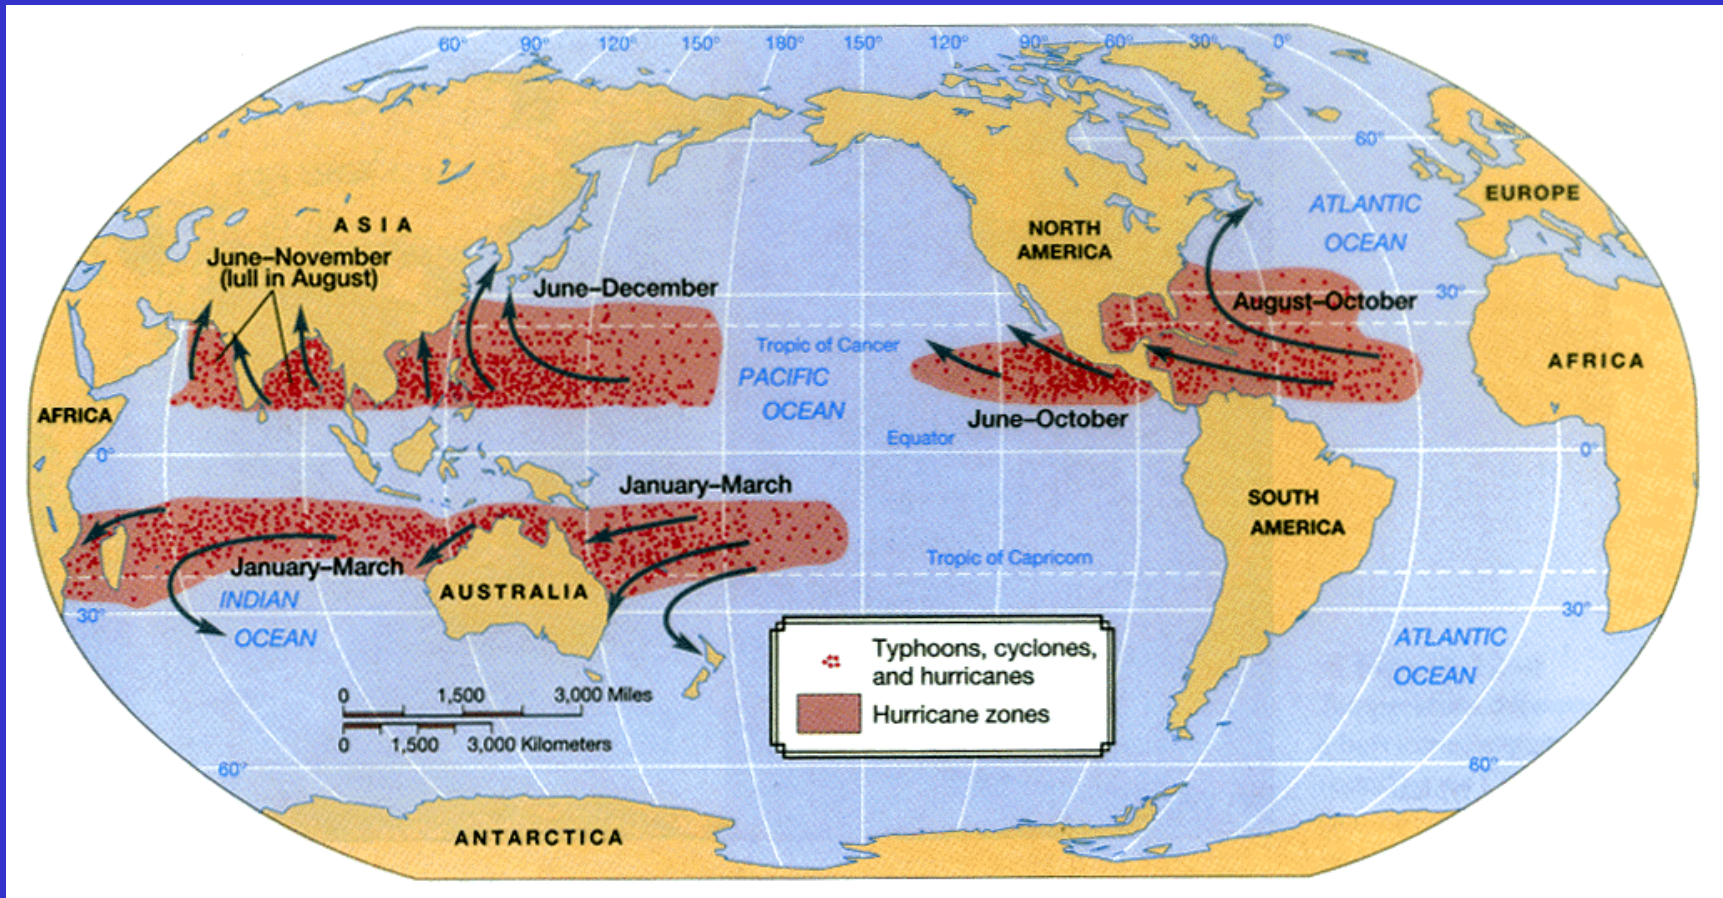 60° 90° 120° 150° 180° 150° 120° 90° 60° 30° 0°
60°
EUROPE
ATLANTIC
OCEAN
ASIA
NORTH
AMERICA
June–November
(lull in August)
June–December
August–October
30°
Tropic of Cancer
PACIFIC
OCEAN
AFRICA
AFRICA
June–October
Equator
0°
0°
January–March
SOUTH
AMERICA
Tropic of Capricorn
January–March
AUSTRALIA
INDIAN
OCEAN
30°
30°
ATLANTIC
OCEAN
Typhoons, cyclones,
and hurricanes
Hurricane zones
0 1,500 3,000 Miles
0 1,500 3,000 Kilometers
60°
60°
ANTARCTICA